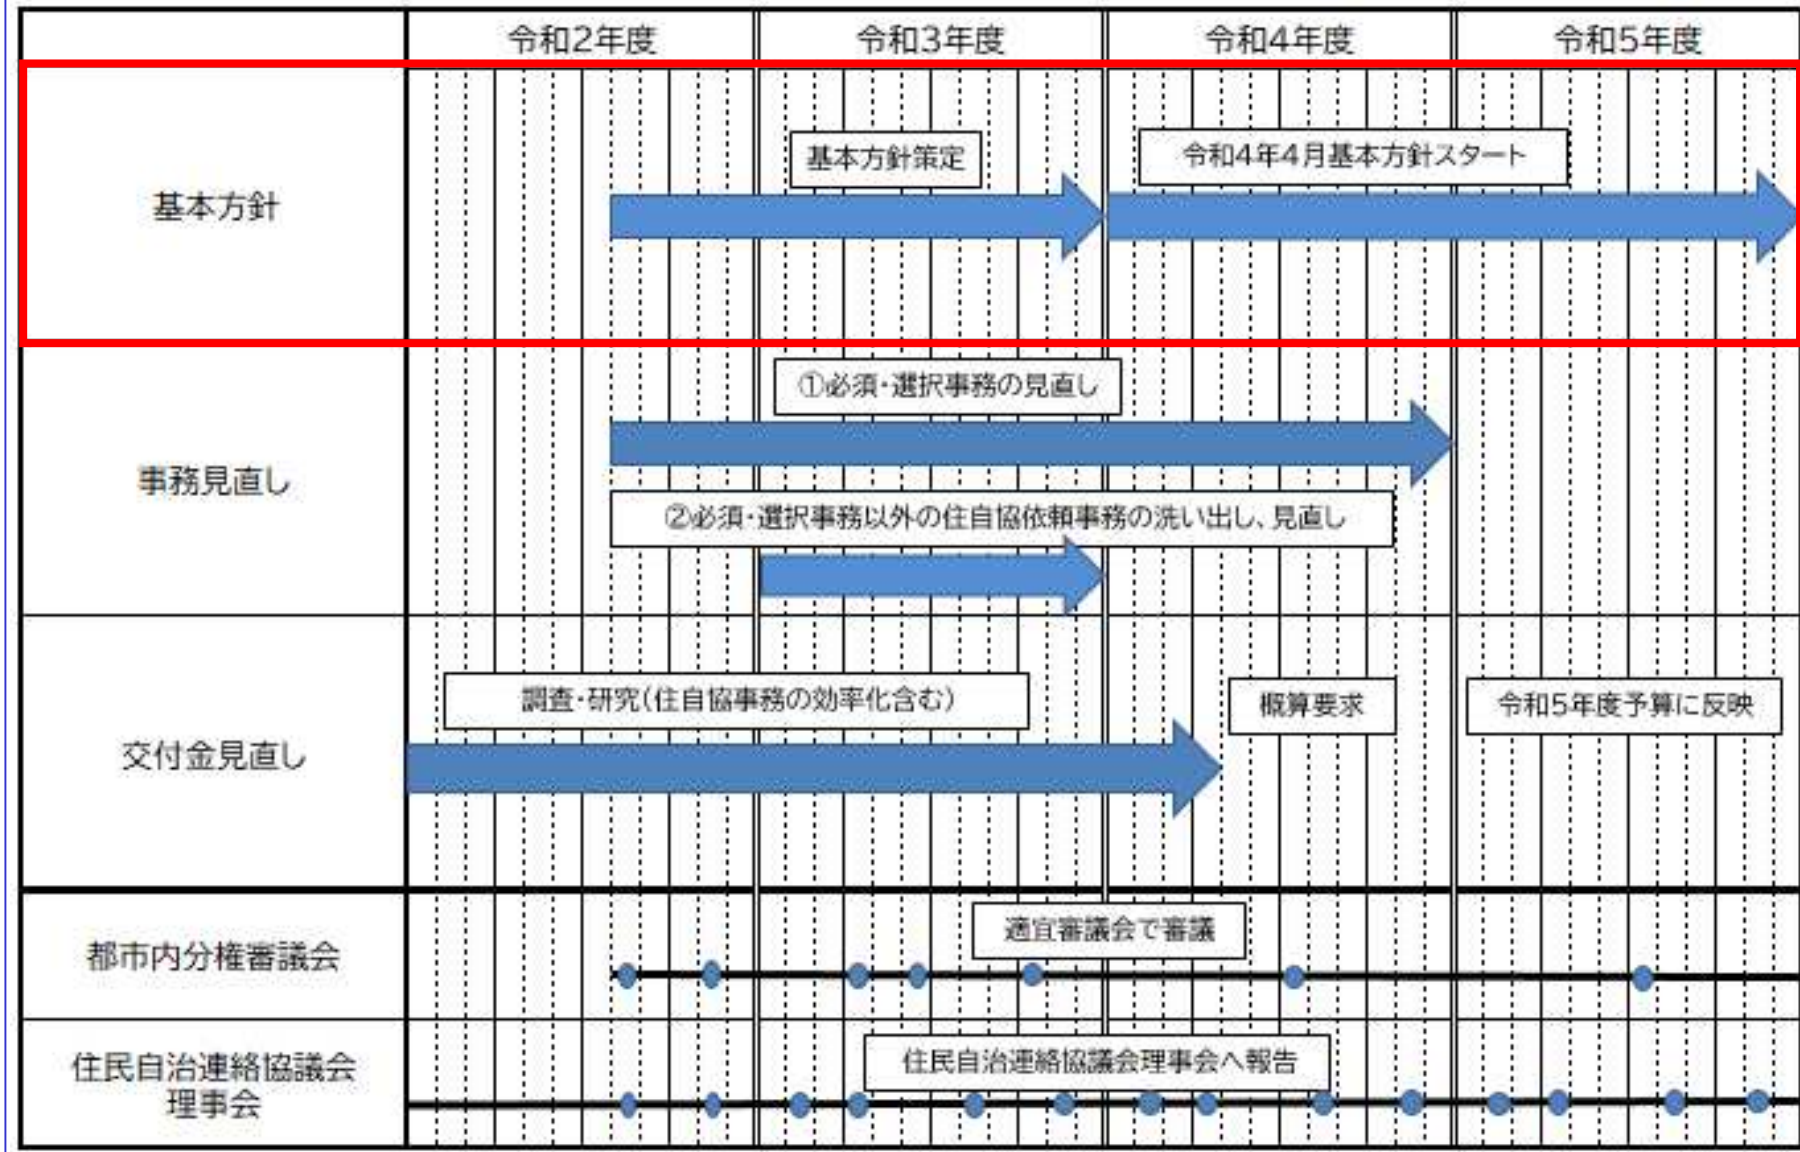 令和2年度
令和3年度
令和4年度
令和5年度
基本方針
基本方針策定
令和4年4月基本方針スタート
事務見直し
①必須・選択事務の見直し
②必須・選択事務以外の住自協依頼事務の洗い出し、見直し
交付金見直し
調査・研究(住自協事務の効率化含む)
概算要求
令和5年度予算に反映
都市内分権審議会
適宜審議会で審議
住民自治連絡協議会
理事会
住民自治連絡協議会理事会へ報告